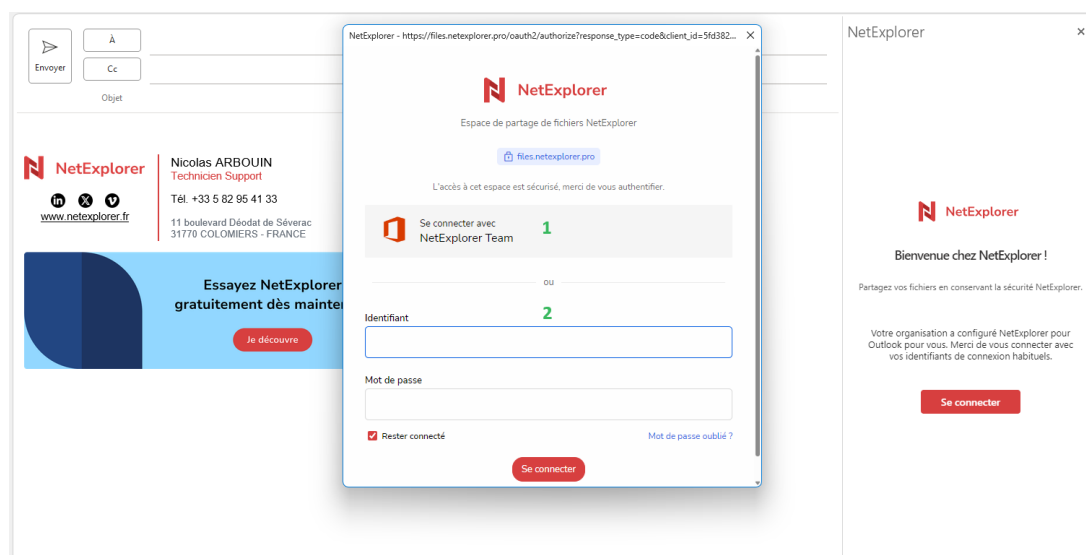 Envoyer
À
Cc
Objet
NetExplorer
www.netexplorer.fr
Nicolas ARBOUIN
Technicien Support
Tél. +33 5 82 95 41 33
11 boulevard Déodat de Séverac
31770 COLOMIERS - FRANCE
Essayez NetExplorer
gratuitement dès mainte
Je découvre
NetExplorer - https://files.netexplorer.pro/oauth2/authorize?response_type=code&client_id=5fd382...
NetExplorer
Espace de partage de fichiers NetExplorer
files.netexplorer.pro
L'accès à cet espace est sécurisé, merci de vous authentifier.
Se connecter avec
NetExplorer Team
1
ou
2
Identifiant
Mot de passe
Rester connecté
Mot de passe oublié ?
Se connecter
NetExplorer
NetExplorer
Bienvenue chez NetExplorer !
Partagez vos fichiers en conservant la sécurité NetExplorer.
Votre organisation a configuré NetExplorer pour
Outlook pour vous. Merci de vous connecter avec
vos identifiants de connexion habituels.
Se connecter